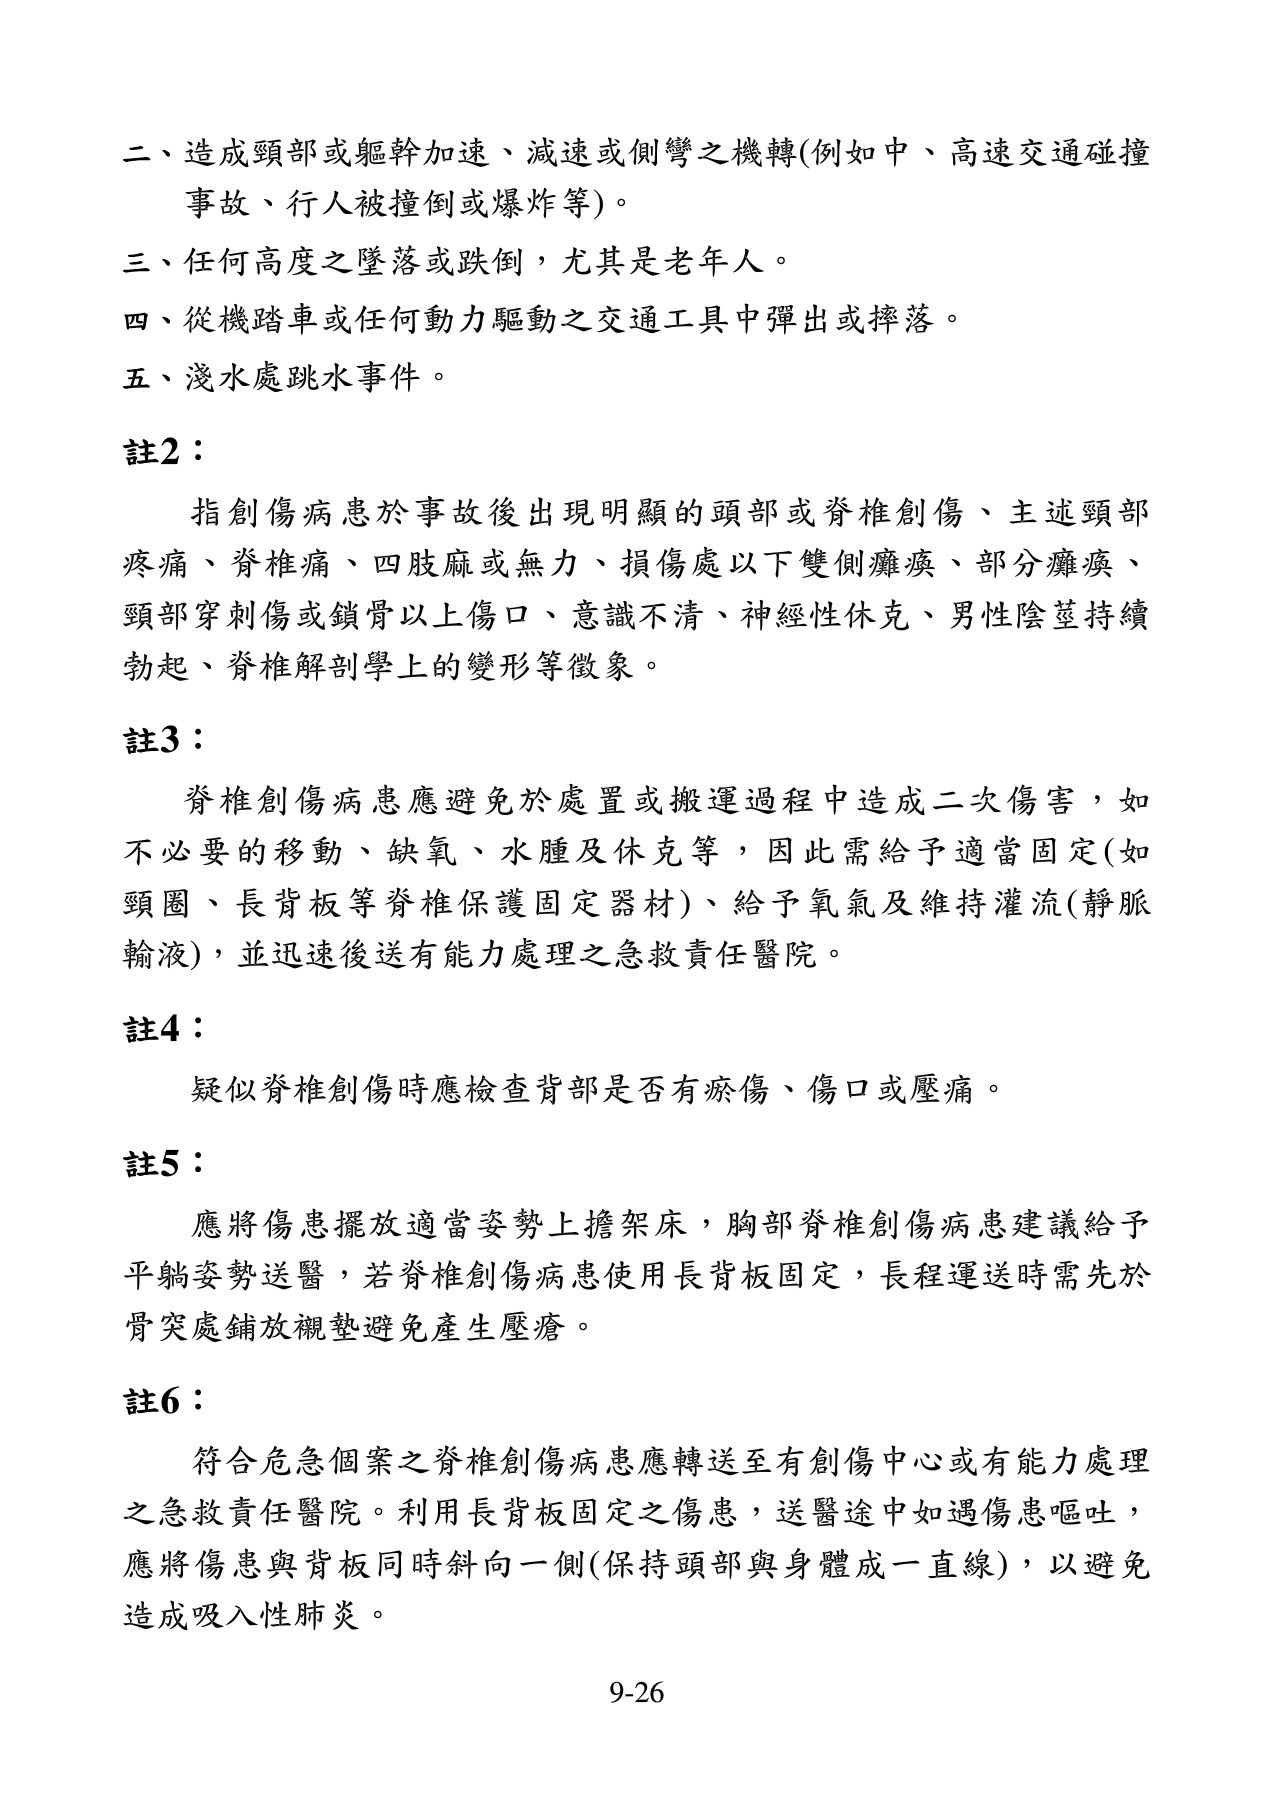 二、造成頸部或軀幹加速、減速或側彎之機轉(例如中、高速交通碰撞
事故、行人被撞倒或爆炸等)。
三、任何高度之墜落或跌倒，尤其是老年人。
四、從機踏車或任何動力驅動之交通工具中彈出或摔落。
五、淺水處跳水事件。
註2：
指創傷病患於事故後出現明顯的頭部或脊椎創傷、主述頸部
疼痛、脊椎痛、四肢麻或無力、損傷處以下雙側癱瘓、部分癱瘓、
頸部穿刺傷或鎖骨以上傷口、意識不清、神經性休克、男性陰莖持續
勃起、脊椎解剖學上的變形等徵象。
註3：
脊椎創傷病患應避免於處置或搬運過程中造成二次傷害，如
不必要的移動、缺氧、水腫及休克等，因此需給予適當固定(如
頸圈、長背板等脊椎保護固定器材)、給予氧氣及維持灌流(靜脈
輸液)，並迅速後送有能力處理之急救責任醫院。
註4：
疑似脊椎創傷時應檢查背部是否有瘀傷、傷口或壓痛。
註5：
應將傷患擺放適當姿勢上擔架床，胸部脊椎創傷病患建議給予
平躺姿勢送醫，若脊椎創傷病患使用長背板固定，長程運送時需先於
骨突處鋪放襯墊避免產生壓瘡。
註6：
符合危急個案之脊椎創傷病患應轉送至有創傷中心或有能力處理
之急救責任醫院。利用長背板固定之傷患，送醫途中如遇傷患嘔吐，
應將傷患與背板同時斜向一側(保持頭部與身體成一直線)，以避免
造成吸入性肺炎。
9-26